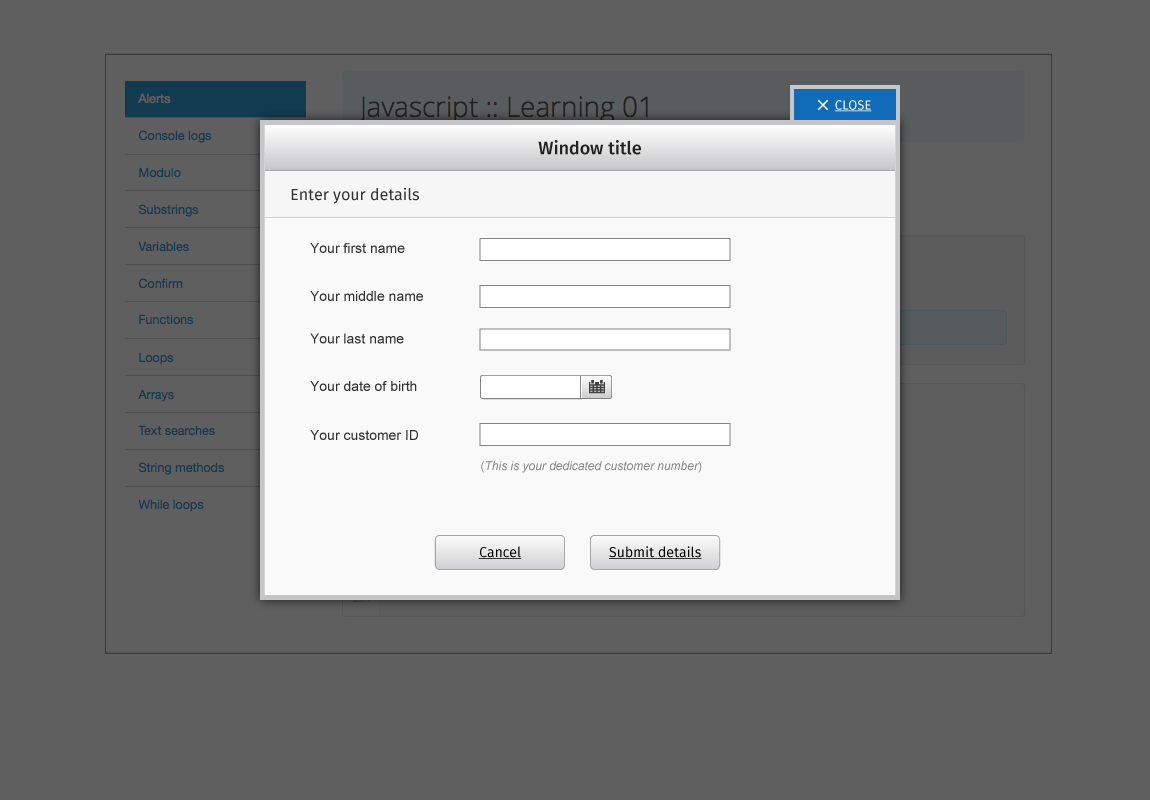 Javascript :: Learning 01
CLOSE
Alerts
Console logs
Modulo
Substrings
Variables
Confirm
Functions
Loops
Arrays
Text searches
String methods
While loops
Window title
Enter your details
Your first name
Your middle name
Your last name
Your date of birth
Your customer ID
(This is your dedicated customer number)
Cancel
Submit details